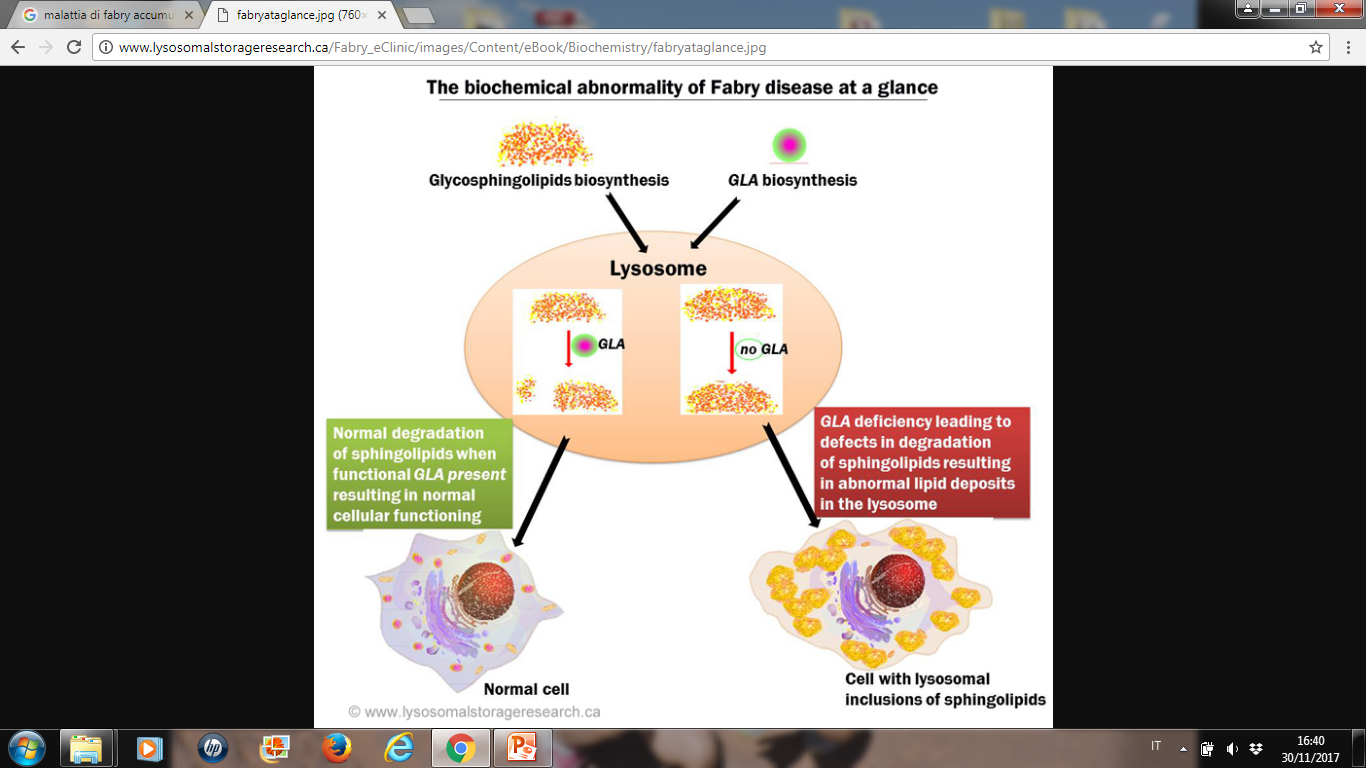 malattia di fabry accumu
fabryataglance.jpg (760×
www.lysosomalstorageresearch.ca/Fabry_eClinic/images/Content/eBook/Biochemistry/fabryataglance.jpg
The biochemical abnormality of Fabry disease at a glance
Glycosphingolipids biosynthesis
GLA biosynthesis
Lysosome
GLA
no GLA
Normal degradation
of sphingolipids when
functional GLA present
resulting in normal
cellular functioning
GLA deficiency leading to
defects in degradation
of sphingolipids resulting
in abnormal lipid deposits
in the lysosome
Normal cell
Cell with lysosomal
inclusions of sphingolipids
© www.lysosomalstorageresearch.ca
IT
16:40
30/11/2017